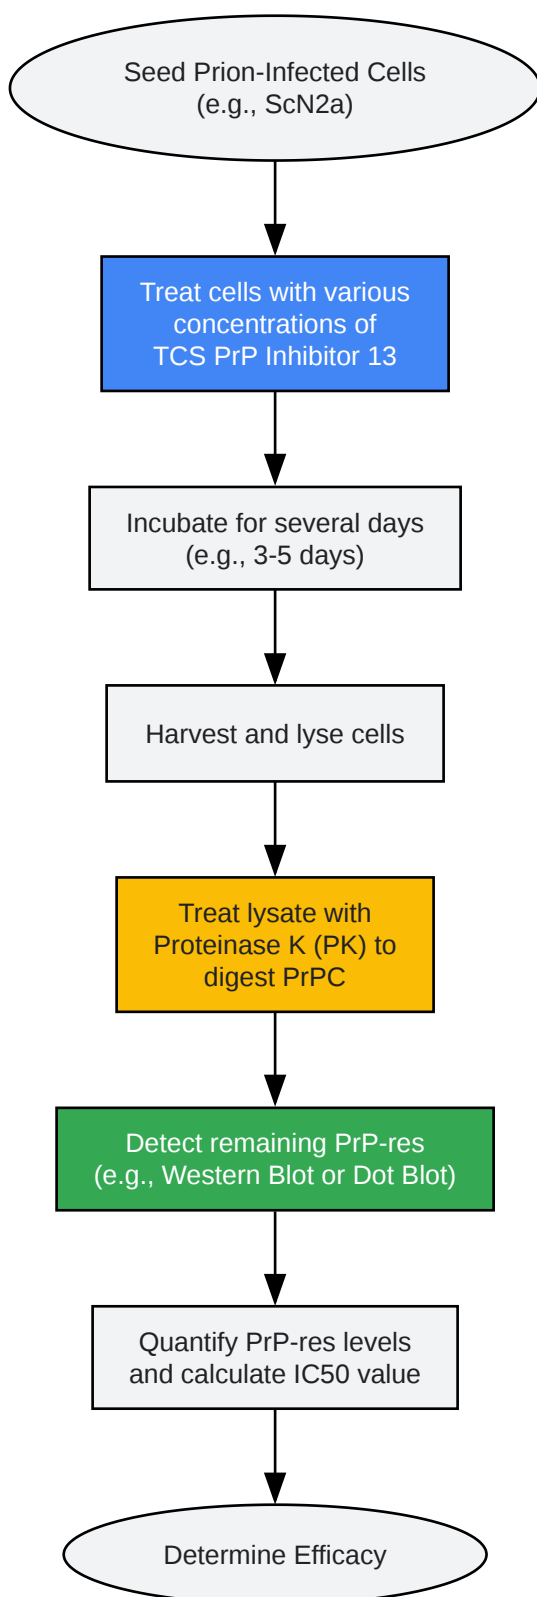 Seed Prion-Infected Cells
(e.g., ScN2a)
Treat cells with various
concentrations of
TCS PrP Inhibitor 13
Incubate for several days
(e.g., 3-5 days)
Harvest and lyse cells
Treat lysate with
Proteinase K (PK) to
digest PrPC
Detect remaining PrP-res
(e.g., Western Blot or Dot Blot)
Quantify PrP-res levels
and calculate IC50 value
Determine Efficacy